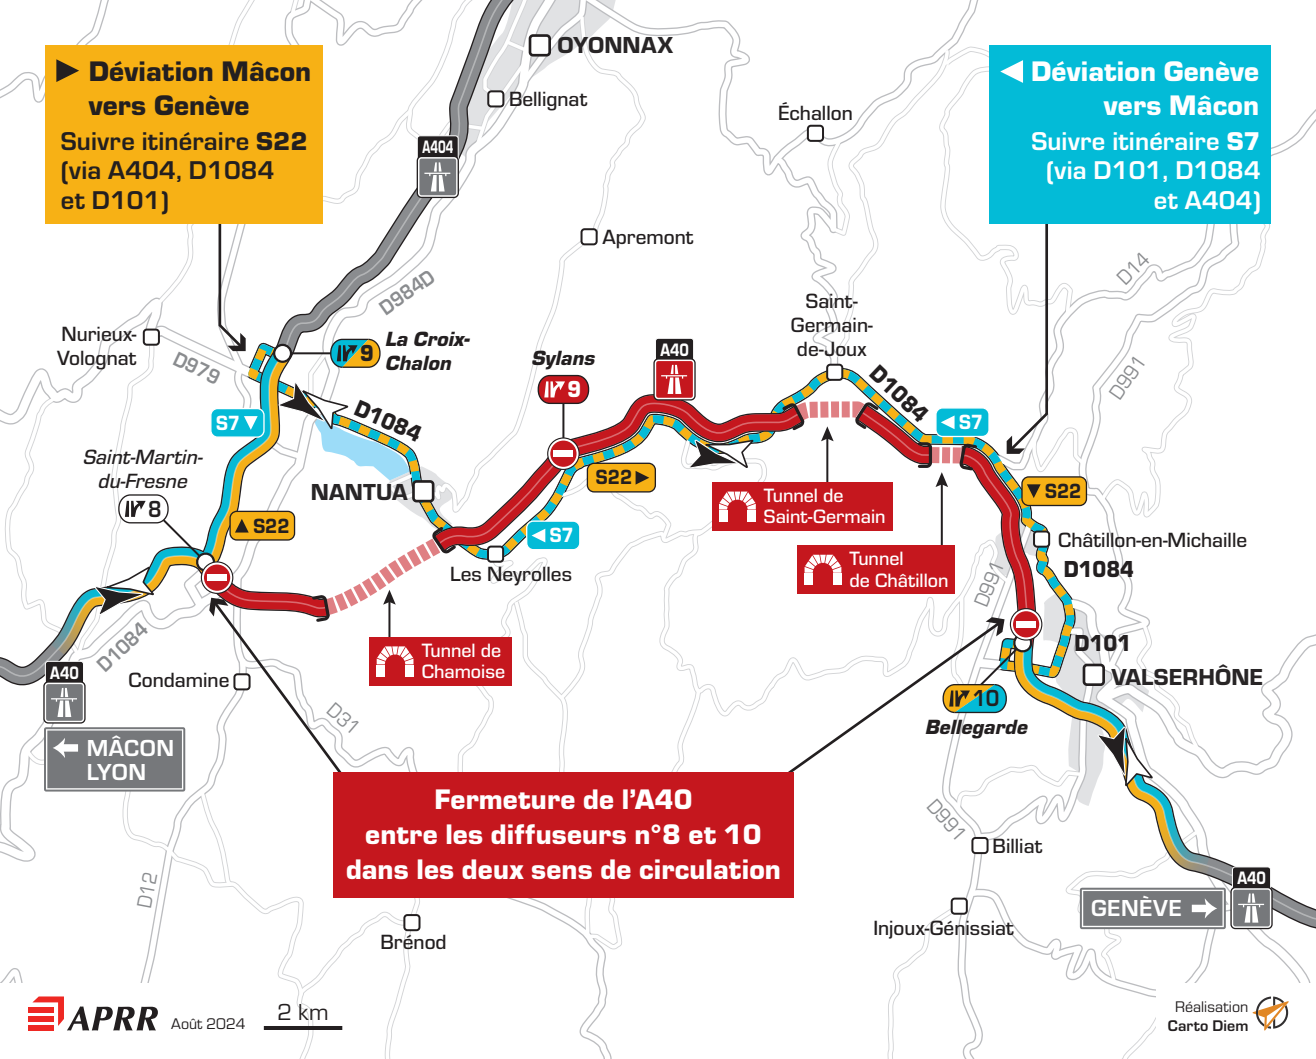 OYONNAX
▶ Déviation Mâcon
vers Genève
Suivre itinéraire S22
(via A404, D1084
et D101)
◀ Déviation Genève
vers Mâcon
Suivre itinéraire S7
(via D101, D1084
et A404)
Bellignat
Échallon
A404
Apremont
D14
D984D
Saint-
Germain-
de-Joux
Nurieux-
Volognat
D979
9
La Croix-
Chalon
Sylans
9
A40
D991
D1084
D1084
S7 ▼
◀ S7
Saint-Martin-
du-Fresne
8
NANTUA
S22 ▶
▼ S22
Tunnel de
Saint-Germain
▲ S22
◀ S7
Châtillon-en-Michaille
D1084
Les Neyrolles
Tunnel
de Châtillon
D991
D1084
Tunnel de
Chamoise
D101
VALSERHÔNE
A40
Condamine
10
Bellegarde
D31
← MÂCON
LYON
Fermeture de l'A40
entre les diffuseurs n°8 et 10
dans les deux sens de circulation
D991
Billiat
D12
A40
GENÈVE →
Injoux-Génissiat
Brénod
APRR
Août 2024
2 km
Réalisation
Carto Diem